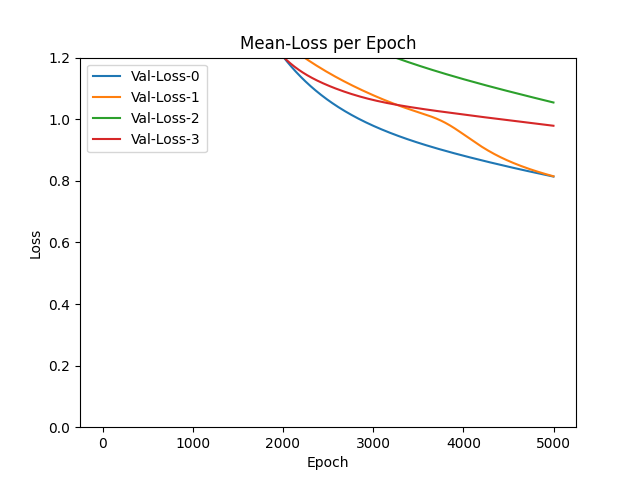 Mean-Loss per Epoch
Val-Loss-0
Val-Loss-1
Val-Loss-2
Val-Loss-3
Loss
1.2
1.0
0.8
0.6
0.4
0.2
0.0
0 1000 2000 3000 4000 5000
Epoch